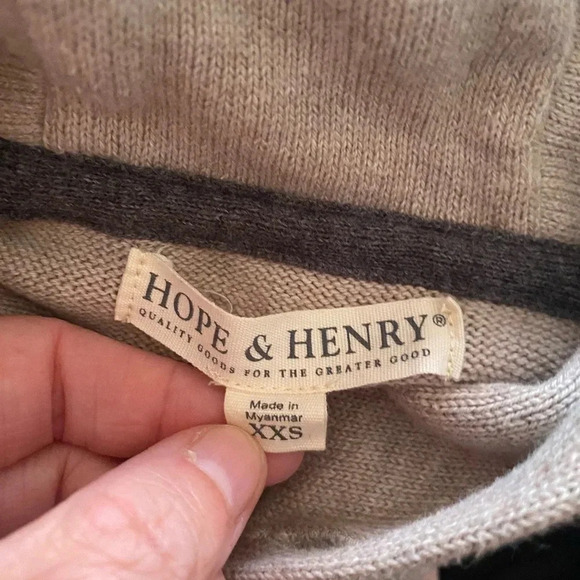 HOPE & HENRY®
QUALITY GOODS FOR THE GREATER GOOD
Made in
Myanmar
XXS